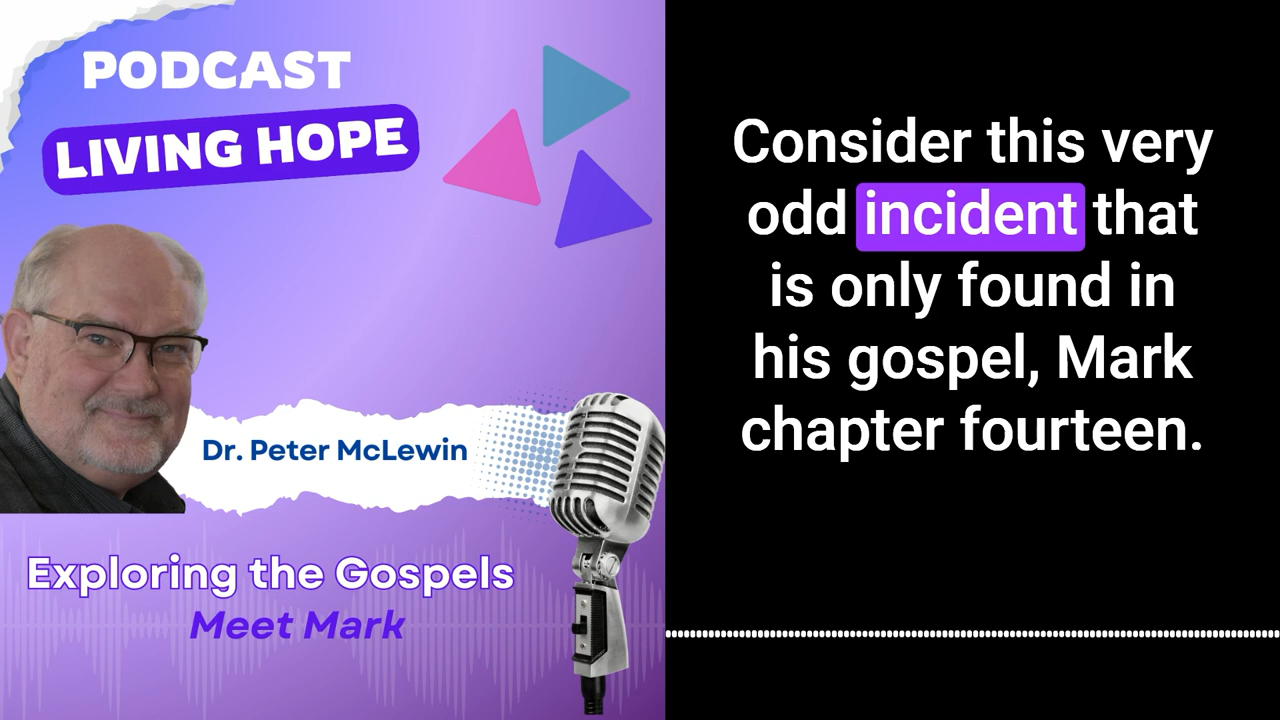 PODCAST
LIVING HOPE
Dr. Peter McLewin
Exploring the Gospels
Meet Mark
Consider this very
odd incident that
is only found in
his gospel, Mark
chapter fourteen.